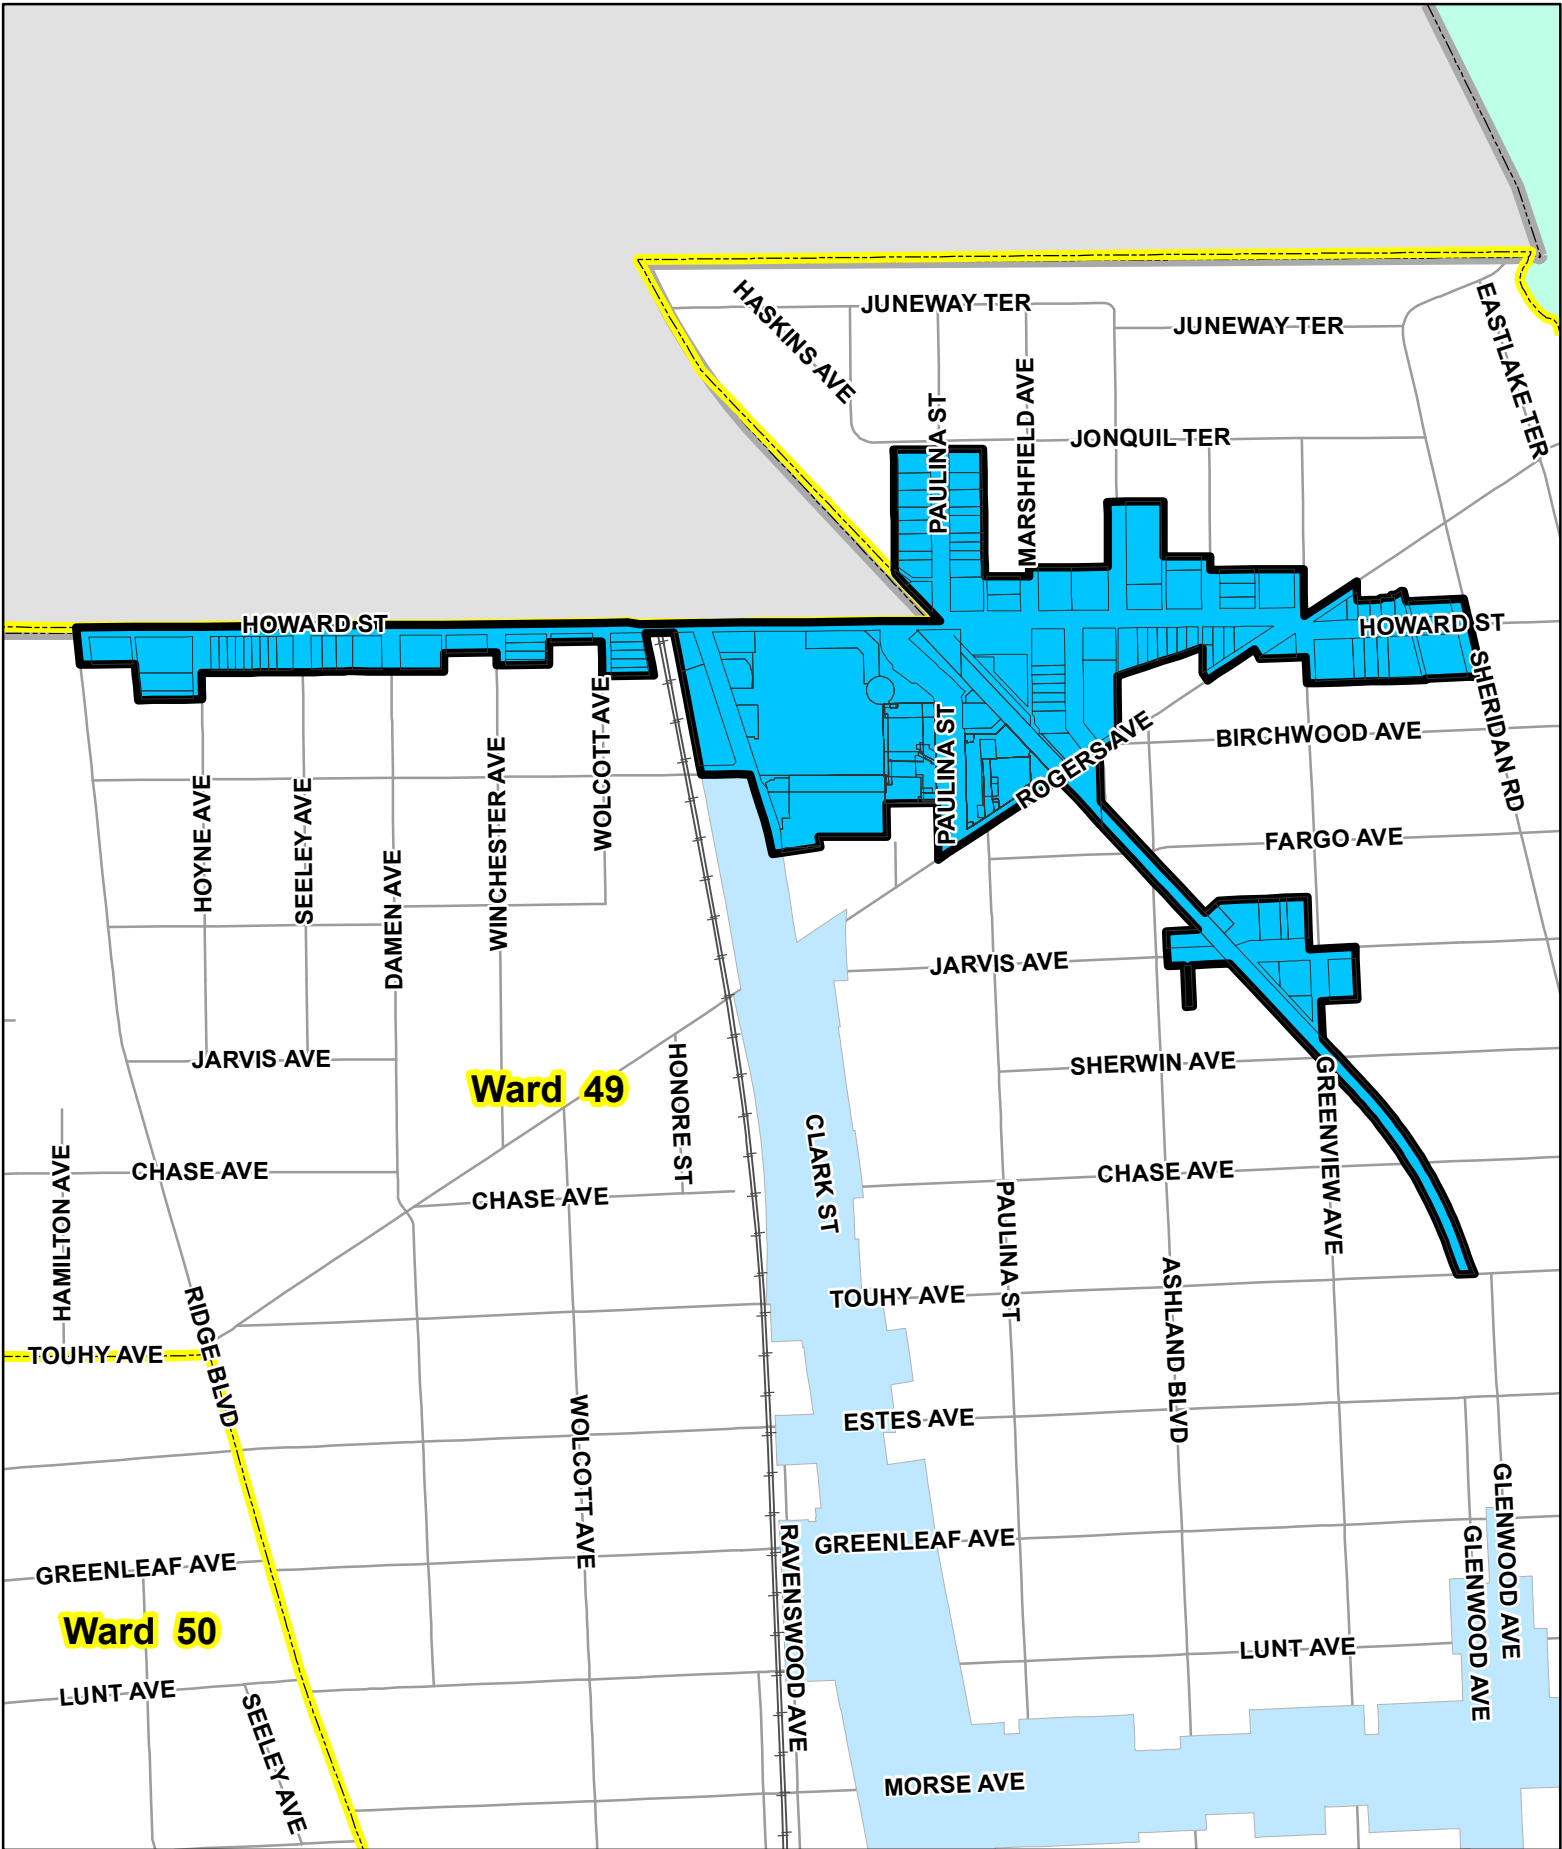 JUNEWAY TER
JUNEWAY TER
HASKINS AVE
EASTLAKE TER
PAULINA ST
MARSHFIELD AVE
JONQUIL TER
HOWARD ST
HOWARD ST
SHERIDAN RD
WOLCOTT AVE
PAULINA ST
ROGERS AVE
BIRCHWOOD AVE
HOYNE AVE
SEELEY AVE
DAMEN AVE
WINCHESTER AVE
FARGO AVE
JARVIS AVE
JARVIS AVE
SHERWIN AVE
Ward 49
HONORE ST
CLARK ST
GREENVIEW AVE
HAMILTON AVE
CHASE AVE
CHASE AVE
CHASE AVE
PAULINA ST
ASHLAND BLVD
TOUHY AVE
TOUHY AVE
RIDGE BLVD
WOLCOTT AVE
ESTES AVE
GLENWOOD AVE
GLENWOOD AVE
GREENLEAF AVE
GREENLEAF AVE
RAVENSWOOD AVE
Ward 50
LUNT AVE
LUNT AVE
SEELEY AVE
MORSE AVE